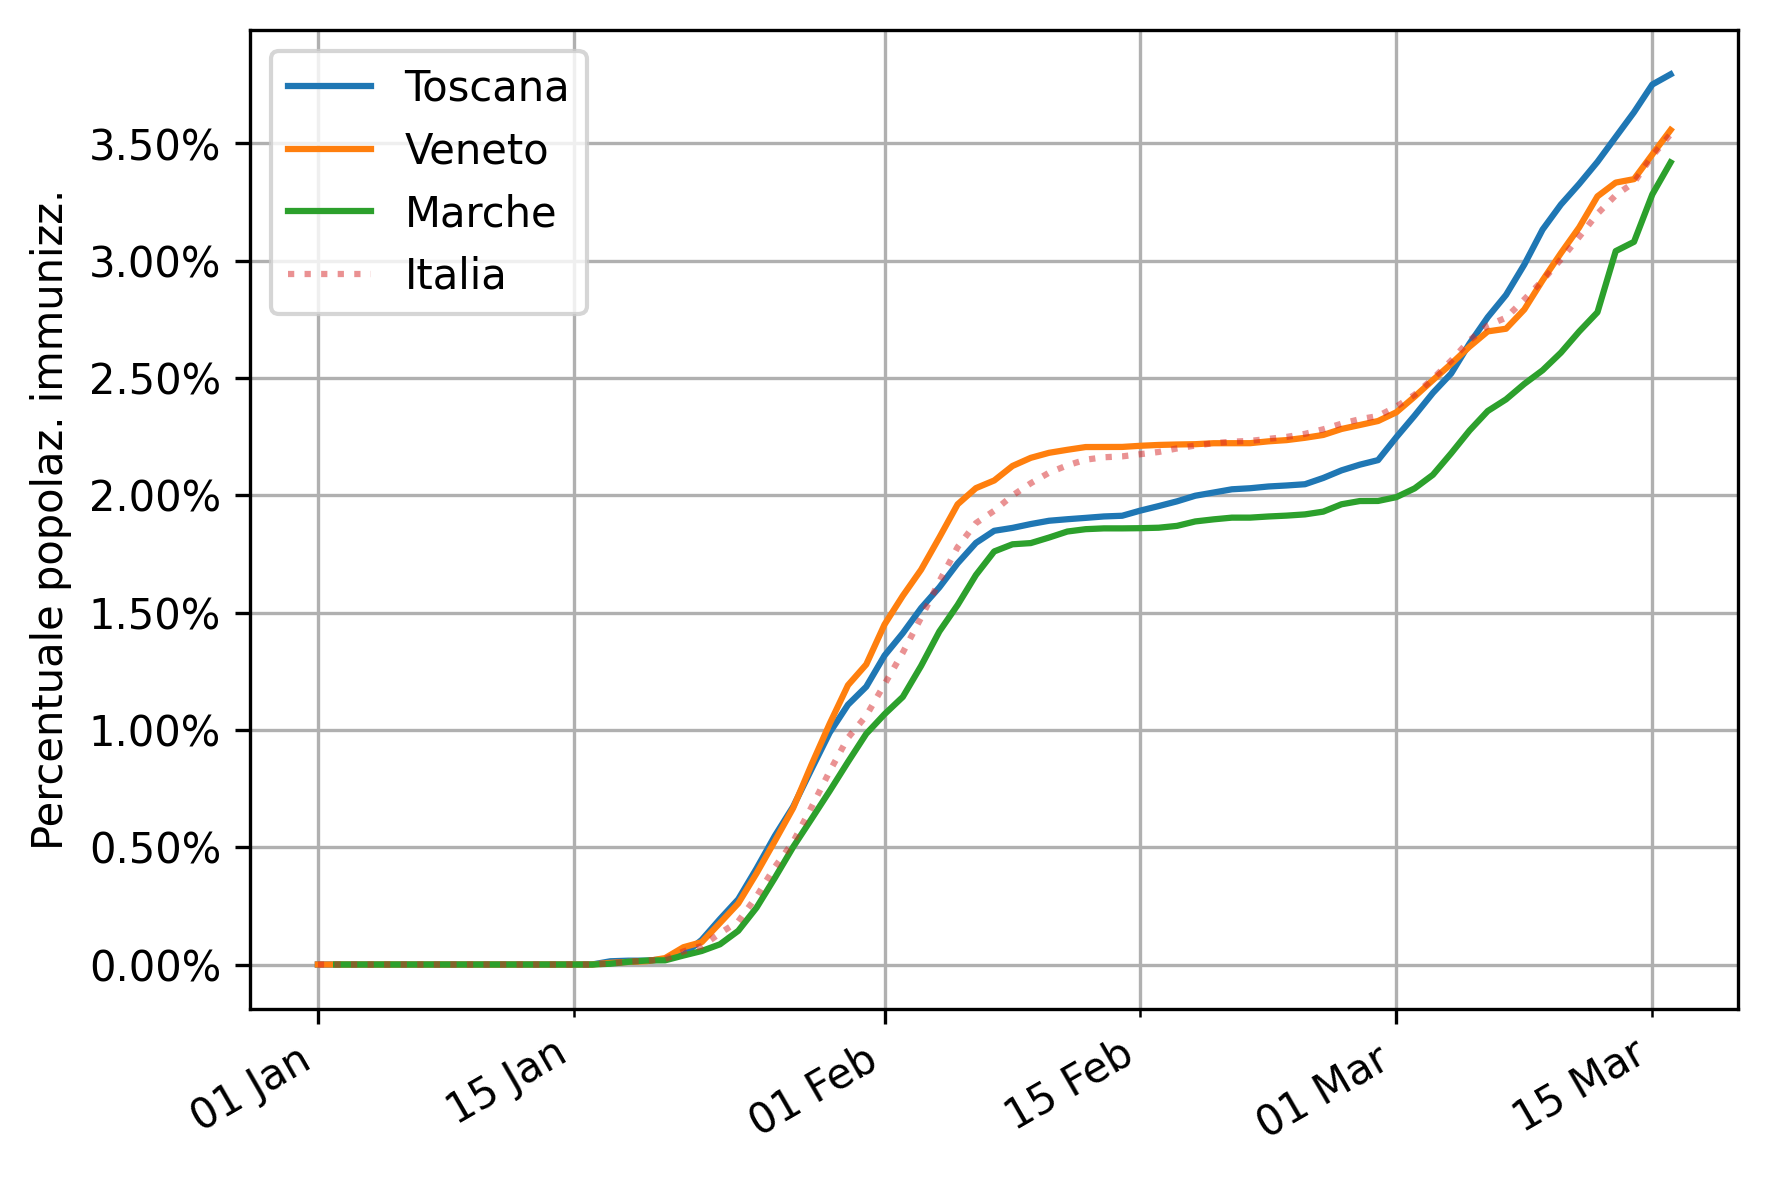 Toscana
Veneto
Marche
Italia
Percentuale popolaz. immunizz.
3.50%
3.00%
2.50%
2.00%
1.50%
1.00%
0.50%
0.00%
01 Jan
15 Jan
01 Feb
15 Feb
01 Mar
15 Mar